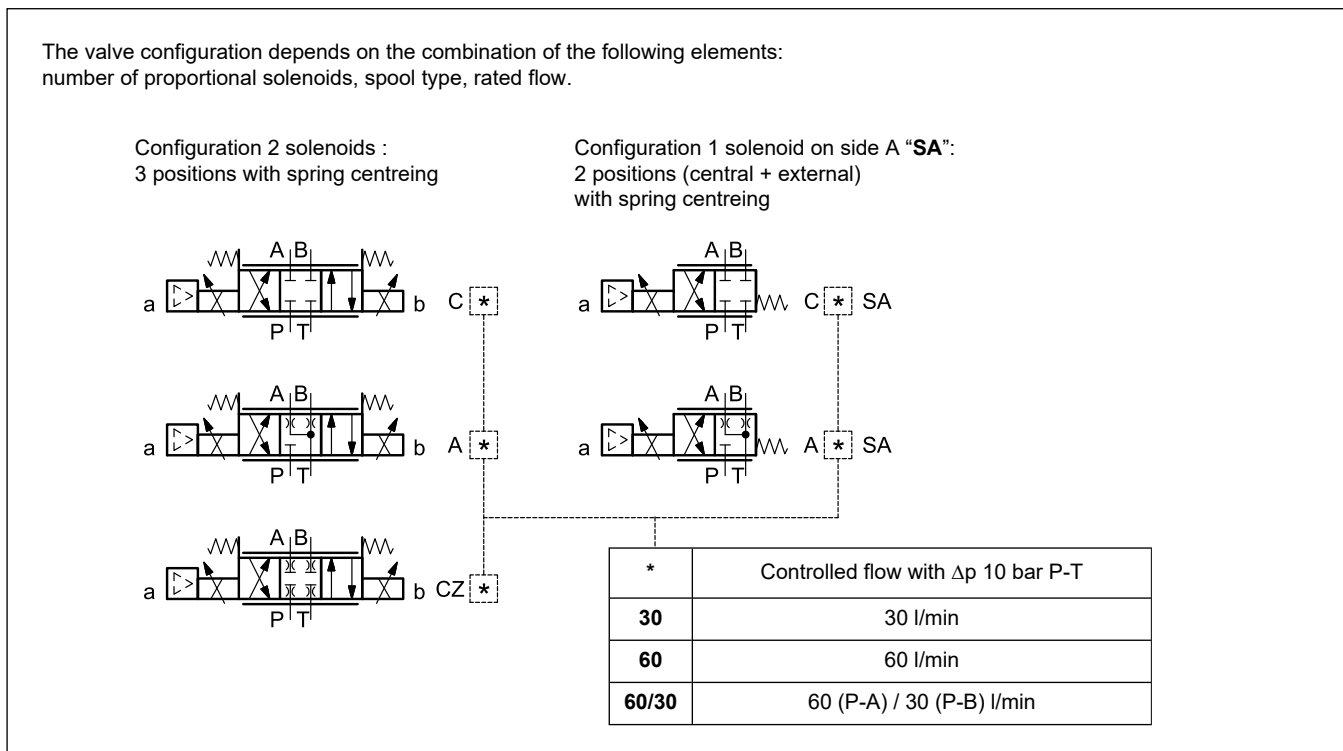 The valve configuration depends on the combination of the following elements:
number of proportional solenoids, spool type, rated flow.
Configuration 2 solenoids :
3 positions with spring centreing
Configuration 1 solenoid on side A “SA”:
2 positions (central + external)
with spring centreing
A B
a b C *
P T
A B
a C * SA
P T
A B
a b A *
P T
A B
a A * SA
P T
A B
a b CZ *
P T
* Controlled flow with Δp 10 bar P-T
30 30 l/min
60 60 l/min
60/30 60 (P-A) / 30 (P-B) l/min